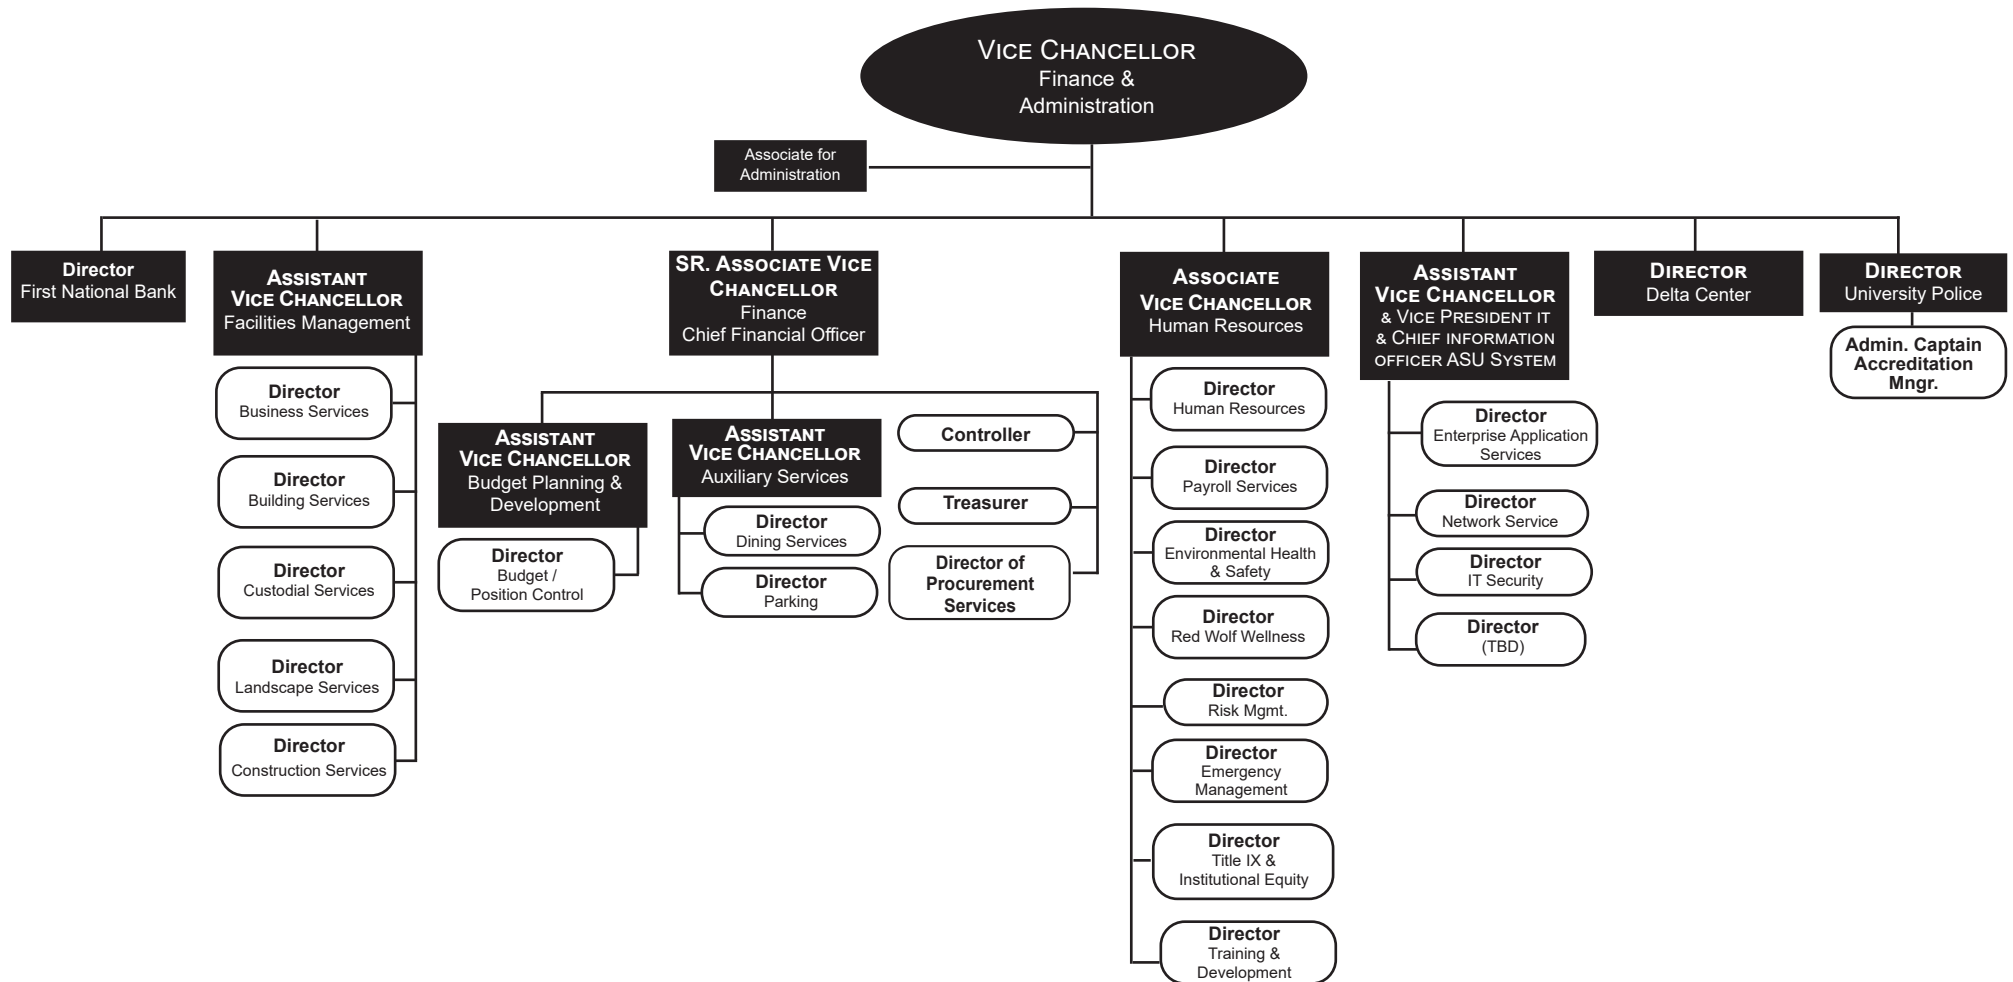 VICE CHANCELLOR
Finance &
Administration
Associate for
Administration
Director
First National Bank
ASSISTANT
VICE CHANCELLOR
Facilities Management
Director
Business Services
Director
Building Services
Director
Custodial Services
Director
Landscape Services
Director
Construction Services
SR. ASSOCIATE VICE
CHANCELLOR
Finance
Chief Financial Officer
ASSISTANT
VICE CHANCELLOR
Budget Planning &
Development
Director
Budget /
Position Control
ASSISTANT
VICE CHANCELLOR
Auxiliary Services
Director
Dining Services
Director
Parking
Controller
Treasurer
Director of
Procurement
Services
ASSOCIATE
VICE CHANCELLOR
Human Resources
Director
Human Resources
Director
Payroll Services
Director
Environmental Health
& Safety
Director
Red Wolf Wellness
Director
Risk Mgmt.
Director
Emergency
Management
Director
Title IX &
Institutional Equity
Director
Training &
Development
ASSISTANT
VICE CHANCELLOR
& VICE PRESIDENT IT
& CHIEF INFORMATION
OFFICER ASU SYSTEM
Director
Enterprise Application
Services
Director
Network Service
Director
IT Security
Director
(TBD)
DIRECTOR
Delta Center
DIRECTOR
University Police
Admin. Captain
Accreditation
Mngr.